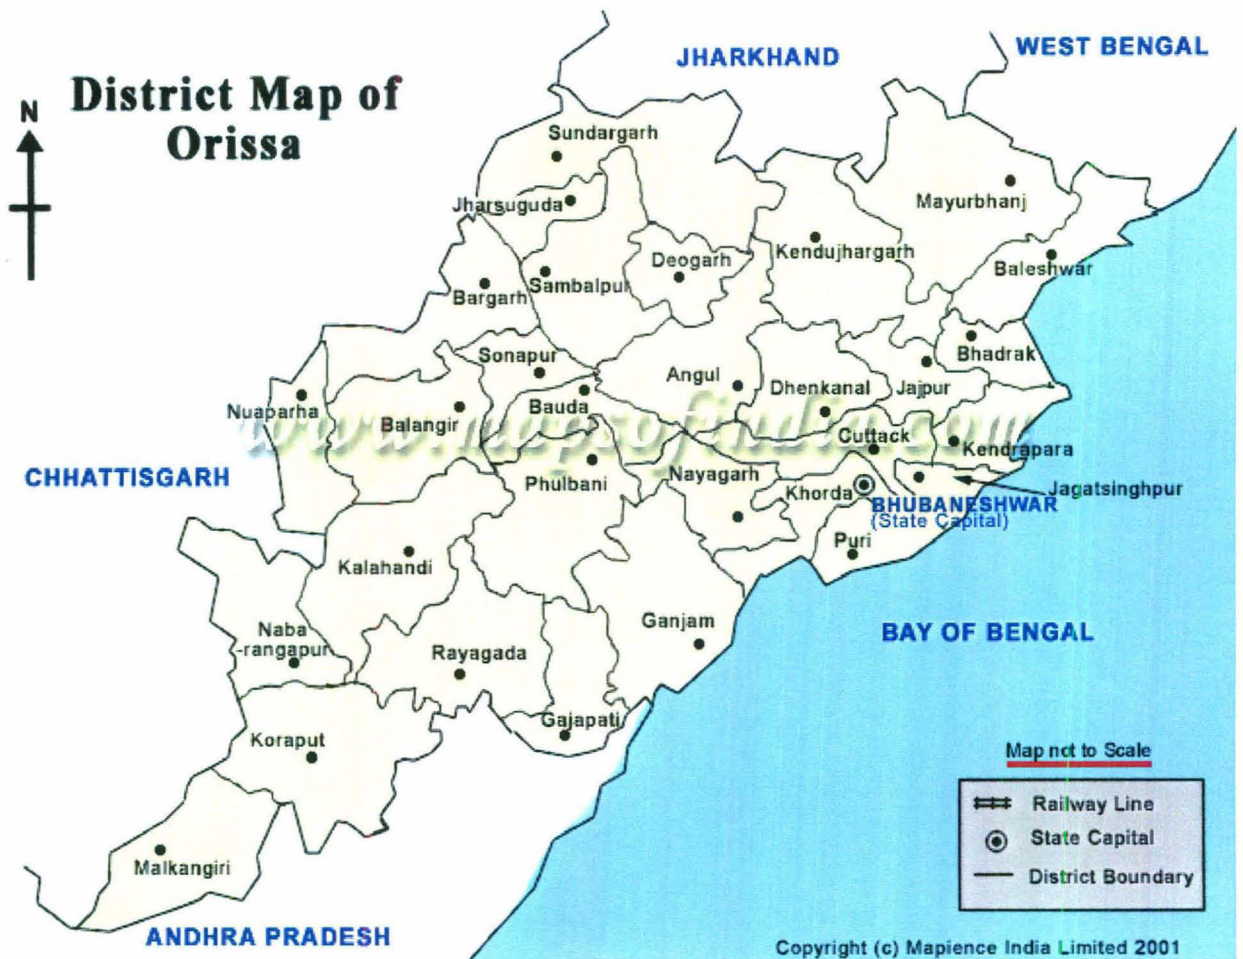 JHARKHAND
WEST BENGAL
District Map of
Orissa
N
Sundargarh
Jharsuguda
Mayurbhanj
Kendujhargarh
Deogarh
Baleshwar
Sambalpur
Bargarh
Sonapur
Bhadrak
Angul
Dhenkanal
Jajpur
Nuaparha
Bauda
Balangir
www.mapsofindia.com
Cuttack
Kendrapara
CHHATTISGARH
Phulbani
Nayagarh
Khorda
Jagatsinghpur
BHUBANESHWAR
(State Capital)
Puri
Kalahandi
Naba
-rangapur
Ganjam
BAY OF BENGAL
Rayagada
Gajapati
Koraput
Map not to Scale
Railway Line
State Capital
District Boundary
Malkangiri
ANDHRA PRADESH
Copyright (c) Mapience India Limited 2001